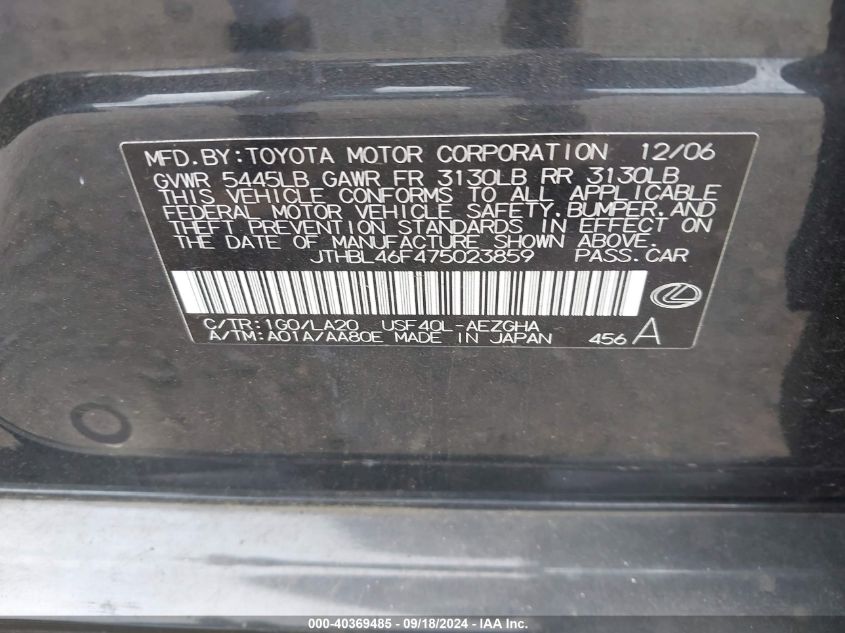 MFD.BY:TOYOTA MOTOR CORPORATION 12/06
GVWR 5445LB GAWR FR 3130LB RR 3130LB
THIS VEHICLE CONFORMS TO ALL APPLICABLE
FEDERAL MOTOR VEHICLE SAFETY,BUMPER,AND
THEFT PREVENTION STANDARDS IN EFFECT ON
THE DATE OF MANUFACTURE SHOWN ABOVE.
JTHBL46F475023859 PASS.CAR
C/TR:1G0/LA20 USF40L-AEZGHA
A/TM:A01A/AA80E MADE IN JAPAN 456 A
000-40369485 - 09/18/2024 - IAAI.COM